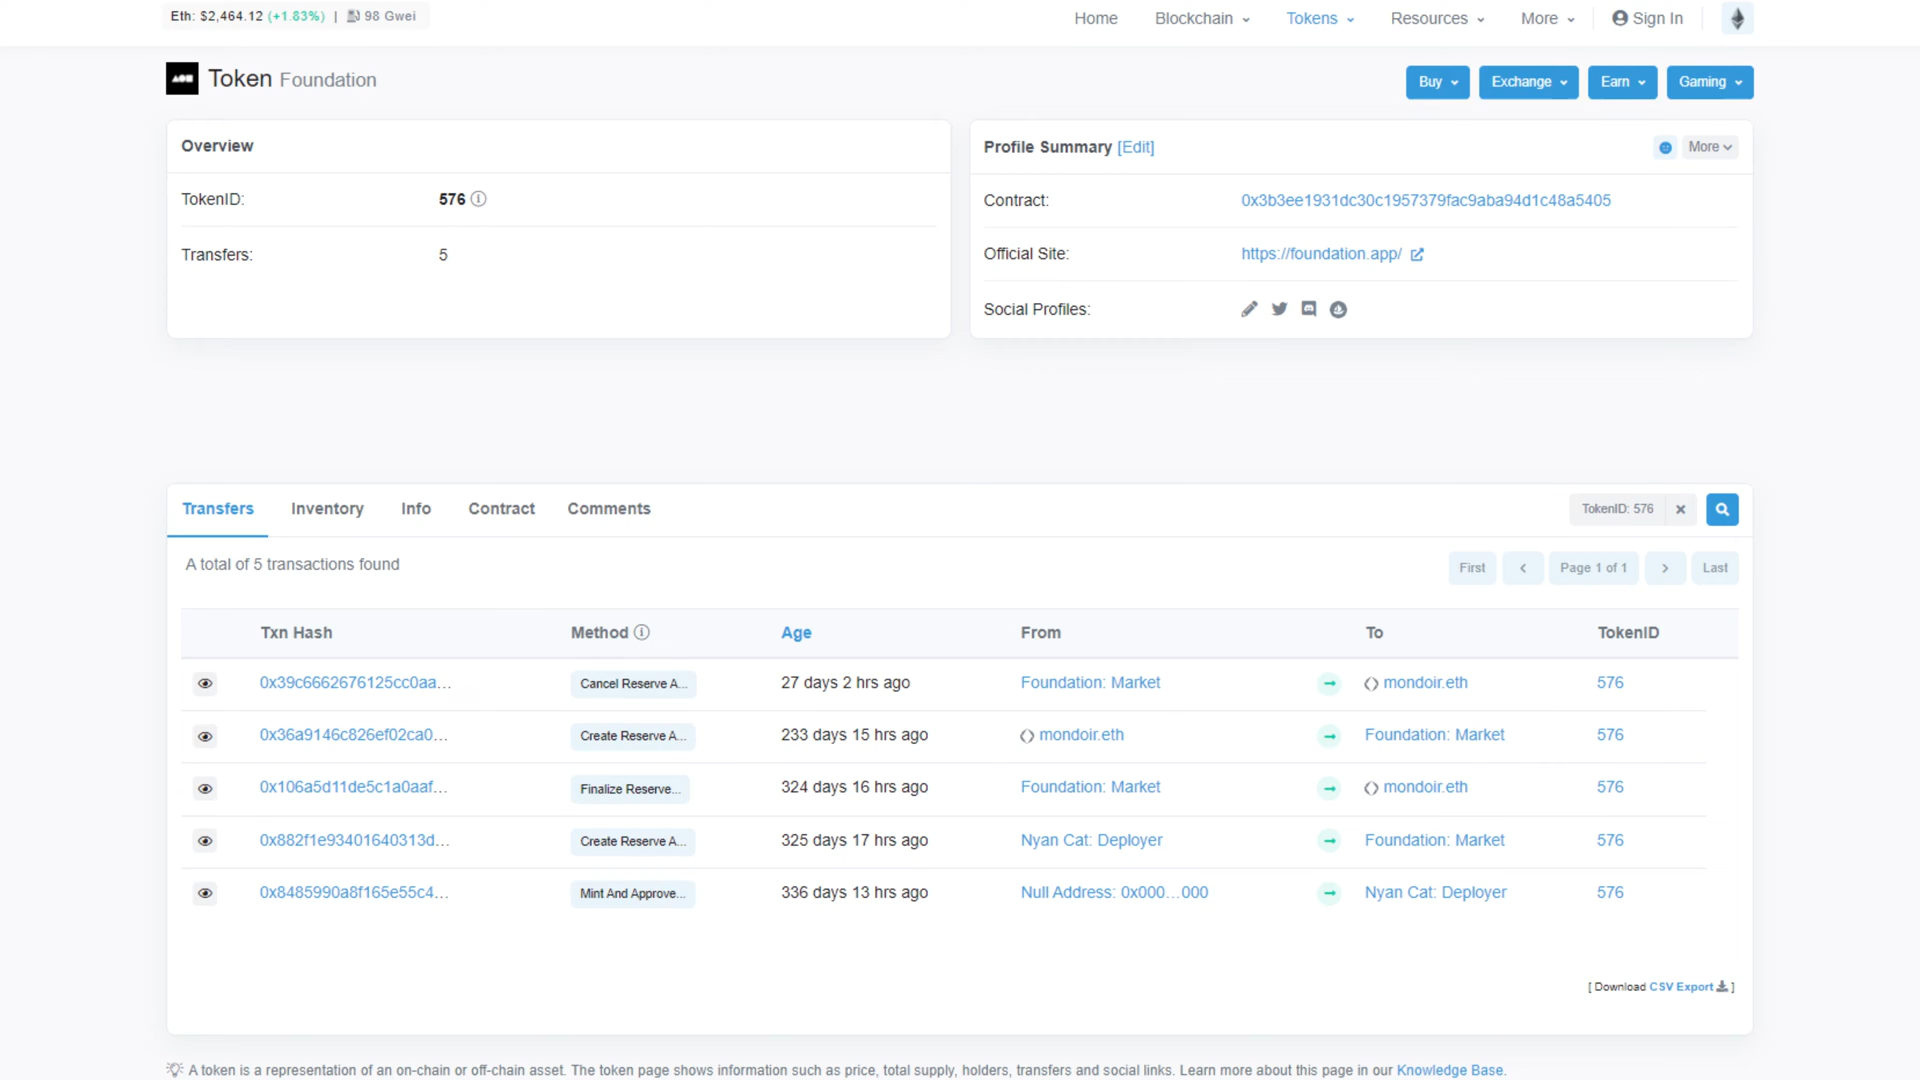 Eth: $2,464.12 (+1.83%) | 98 Gwei
Home Blockchain Tokens Resources More Sign In
Token Foundation
Buy Exchange Earn Gaming
Overview
TokenID: 576
Transfers: 5
Profile Summary [Edit] More
Contract: 0x3b3ee1931dc30c1957379fac9aba94d1c48a5405
Official Site: https://foundation.app/
Social Profiles:
Transfers Inventory Info Contract Comments TokenID: 576
A total of 5 transactions found
First Page 1 of 1 Last
Txn Hash Method Age From To TokenID
0x39c6662676125cc0aa... Cancel Reserve A... 27 days 2 hrs ago Foundation: Market mondoir.eth 576
0x36a9146c826ef02ca0... Create Reserve A... 233 days 15 hrs ago mondoir.eth Foundation: Market 576
0x106a5d11de5c1a0aaf... Finalize Reserve... 324 days 16 hrs ago Foundation: Market mondoir.eth 576
0x882f1e93401640313d... Create Reserve A... 325 days 17 hrs ago Nyan Cat: Deployer Foundation: Market 576
0x8485990a8f165e55c4... Mint And Approve... 336 days 13 hrs ago Null Address: 0x000...000 Nyan Cat: Deployer 576
[ Download CSV Export ]
A token is a representation of an on-chain or off-chain asset. The token page shows information such as price, total supply, holders, transfers and social links. Learn more about this page in our Knowledge Base.